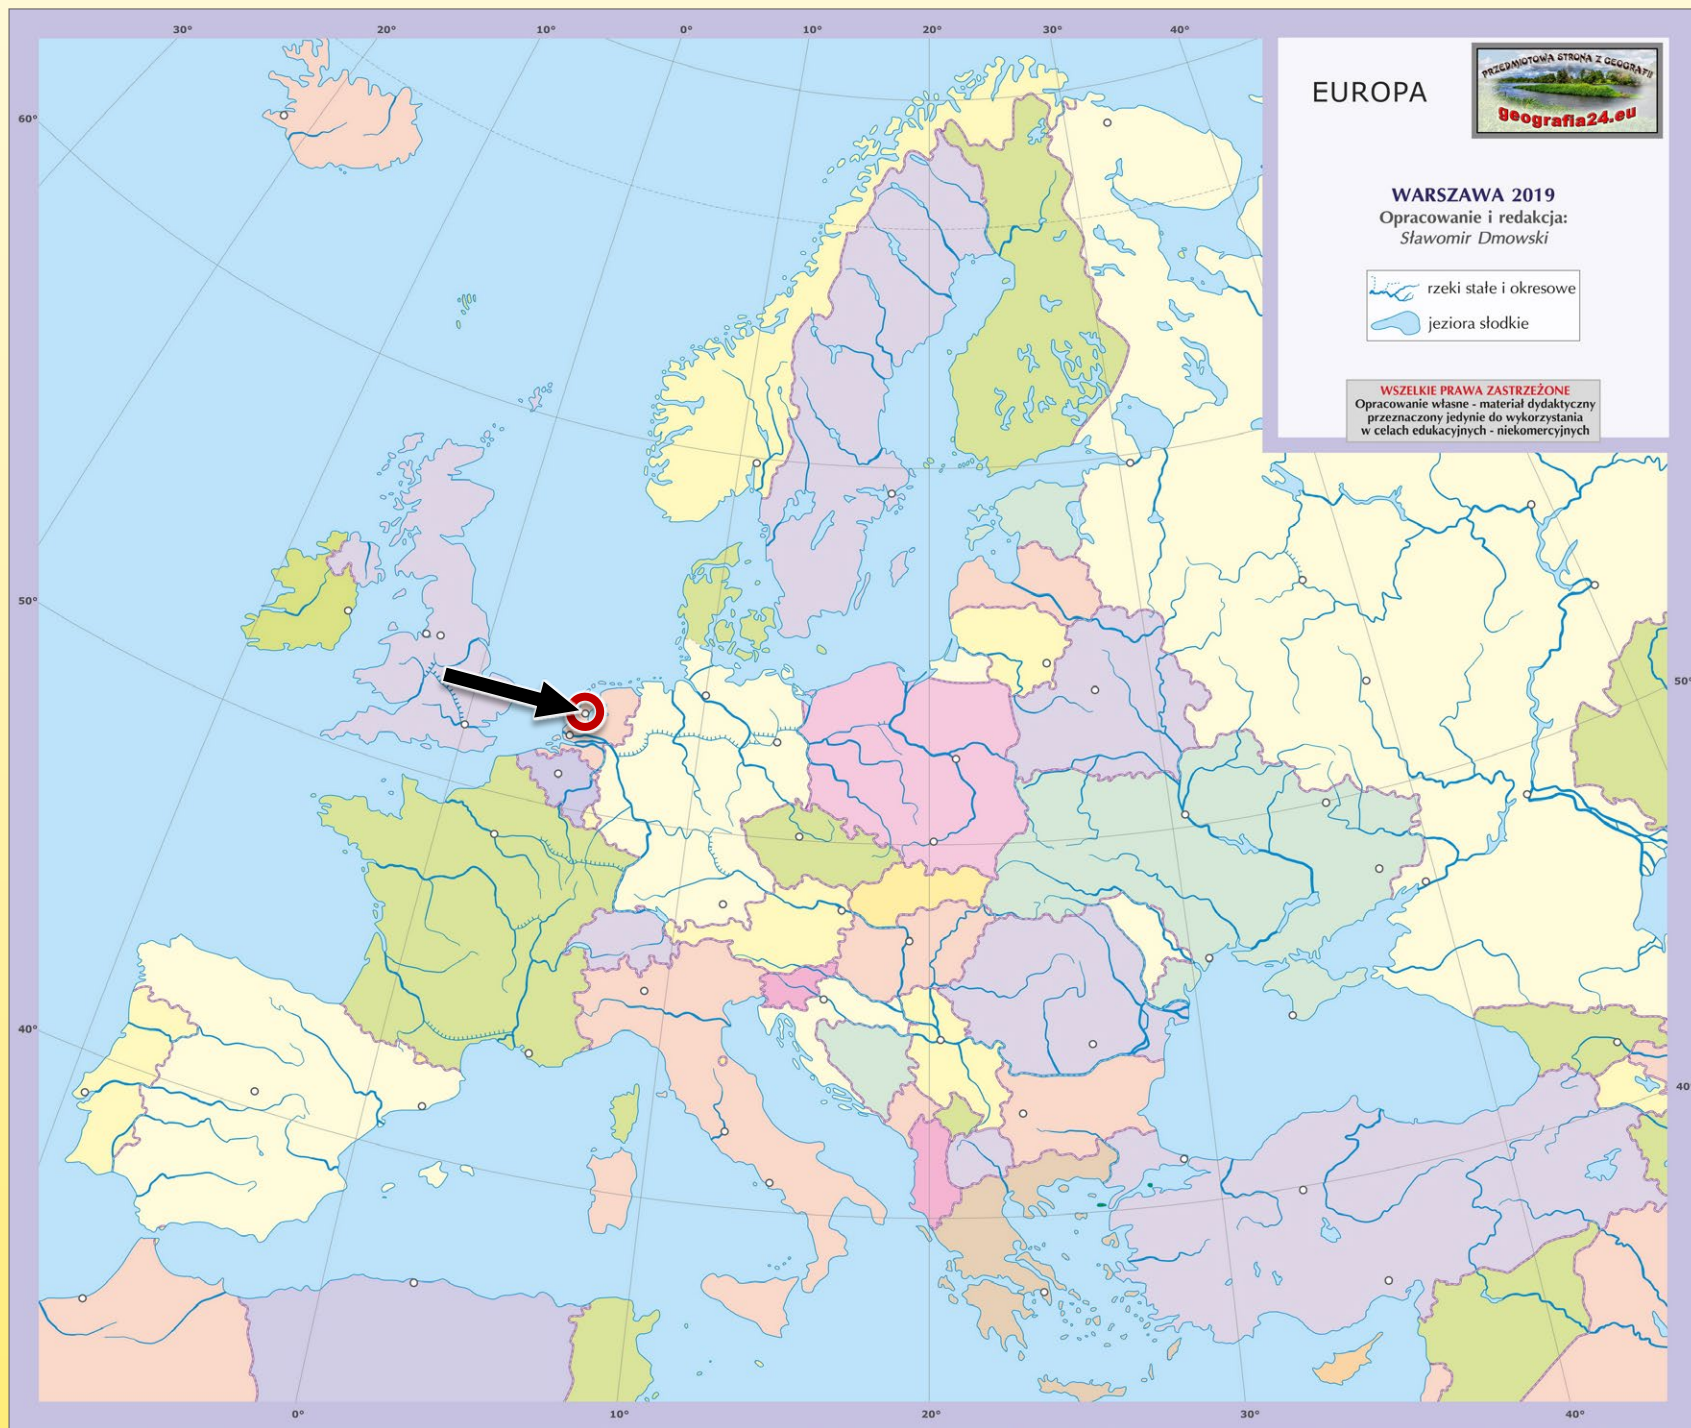 30° 20° 10° 0° 10° 20° 30° 40°
EUROPA
PRZEDMIOTOWA STRONA Z GEOGRAFII
geografia24.eu
60°
WARSZAWA 2019
Opracowanie i redakcja:
Sławomir Dmowski
rzeki stałe i okresowe
jeziora słodkie
WSZELKIE PRAWA ZASTRZEŻONE
Opracowanie własne - materiał dydaktyczny
przeznaczony jedynie do wykorzystania
w celach edukacyjnych - niekomercyjnych
50°
50°
40°
40°
0° 10° 20° 30° 40°